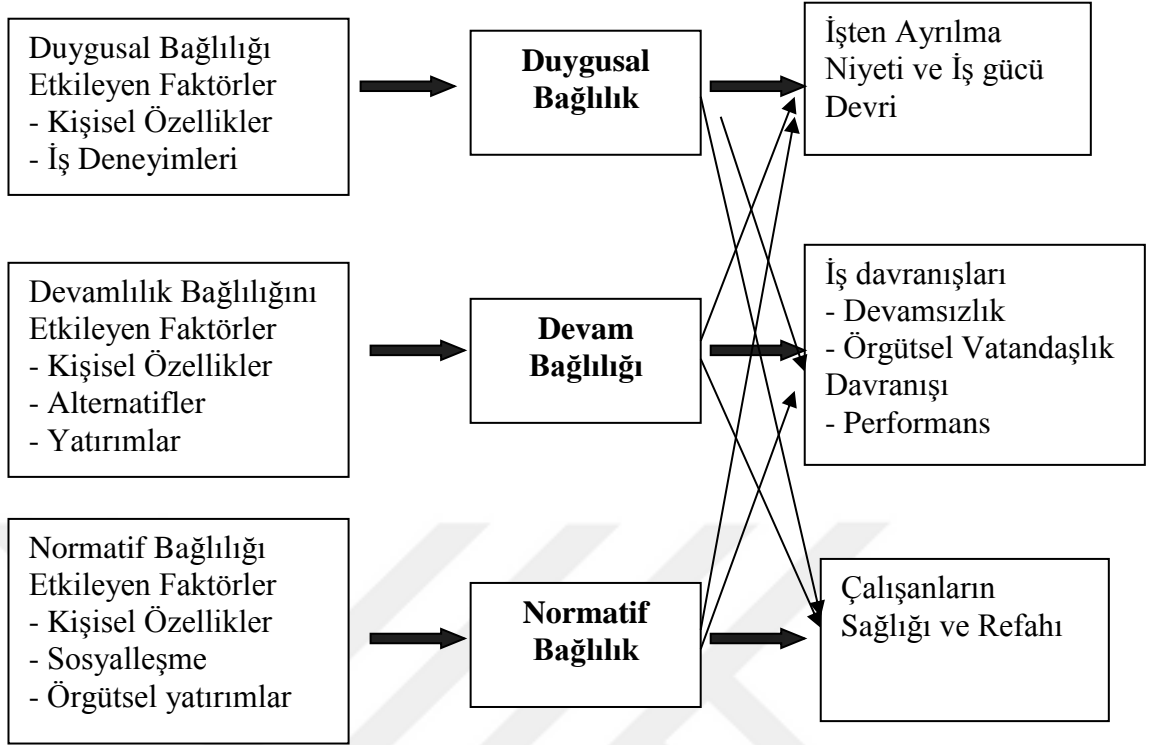 Duygusal Bağlılığı
Etkileyen Faktörler
- Kişisel Özellikler
- İş Deneyimleri
Duygusal
Bağlılık
İşten Ayrılma
Niyeti ve İş gücü
Devri
Devamlılık Bağlılığını
Etkileyen Faktörler
- Kişisel Özellikler
- Alternatifler
- Yatırımlar
Devam
Bağlılığı
İş davranışları
- Devamsızlık
- Örgütsel Vatandaşlık
Davranışı
- Performans
Normatif Bağlılığı
Etkileyen Faktörler
- Kişisel Özellikler
- Sosyalleşme
- Örgütsel yatırımlar
Normatif
Bağlılık
Çalışanların
Sağlığı ve Refahı